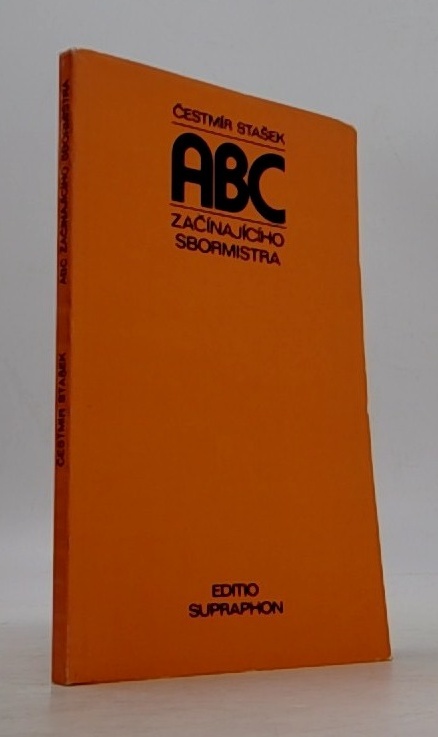 ČESTMÍR STAŠEK
ABC
ZAČÍNAJÍCÍHO
SBORMISTRA
EDITIO
SUPRAPHON
ČESTMÍR STAŠEK ABC ZAČÍNAJÍCÍHO SBORMISTRA